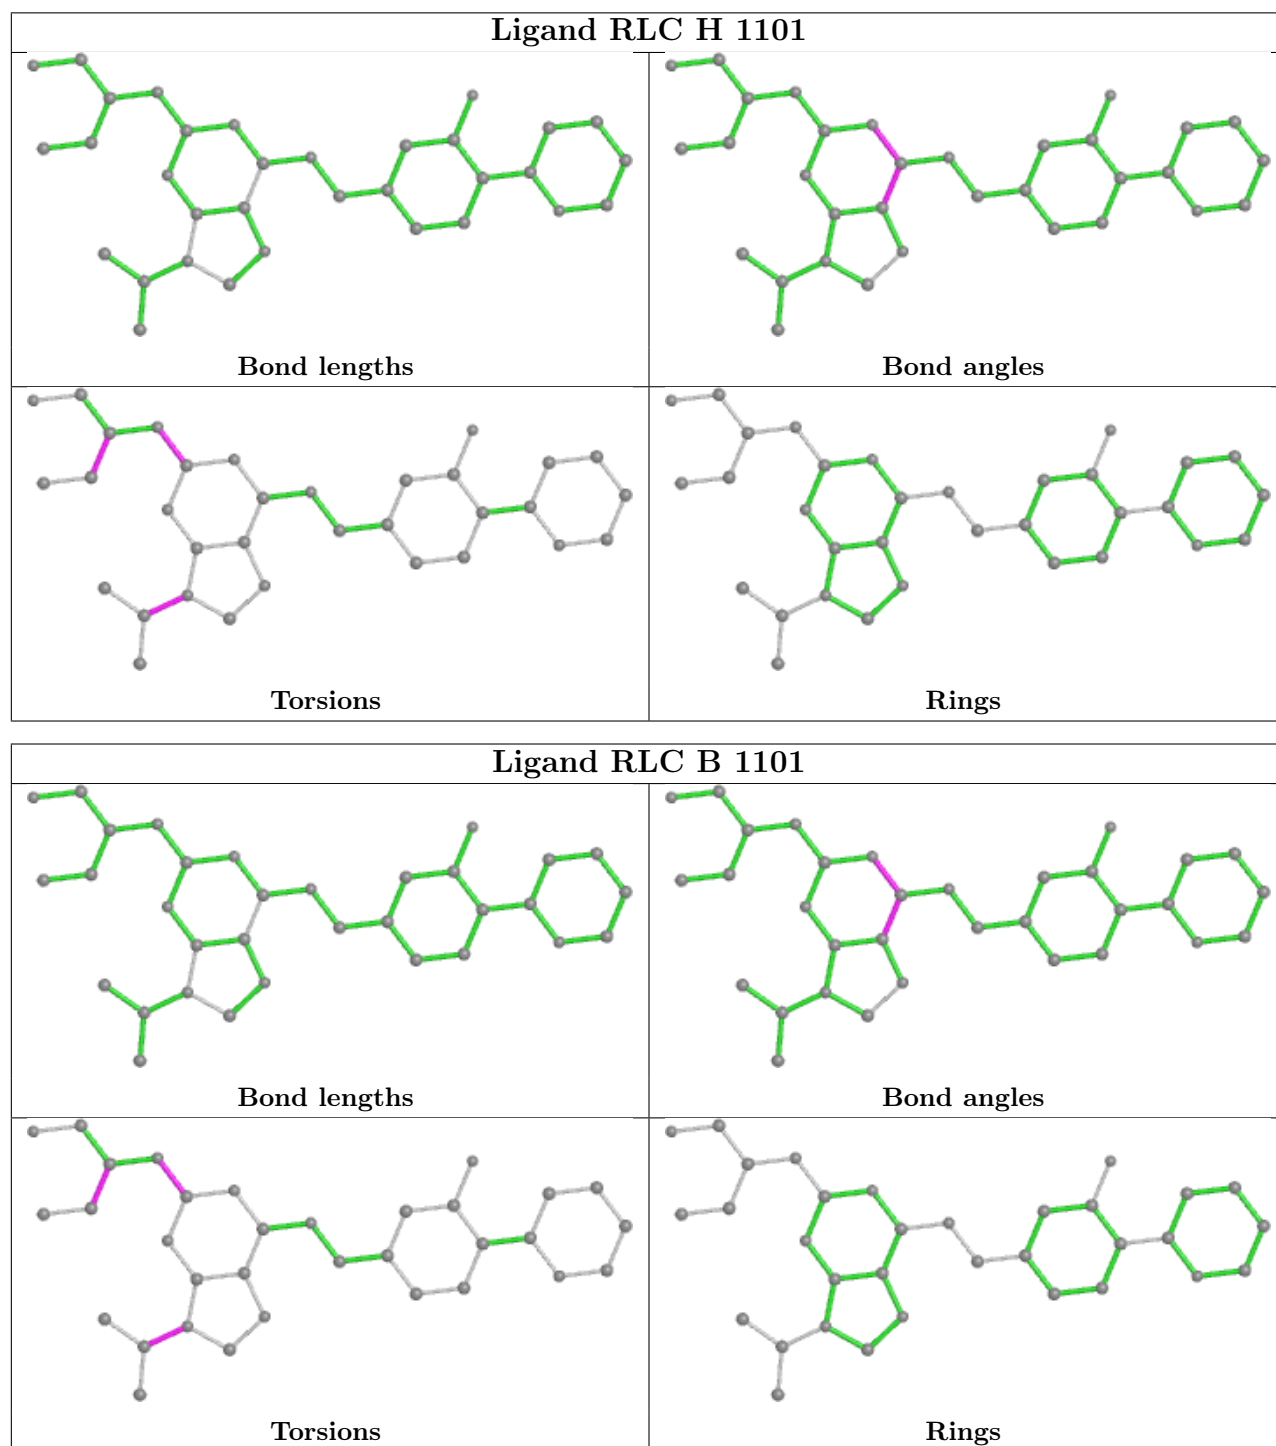 Ligand RLC H 1101
Bond lengths
Bond angles
Torsions
Rings
Ligand RLC B 1101
Bond lengths
Bond angles
Torsions
Rings